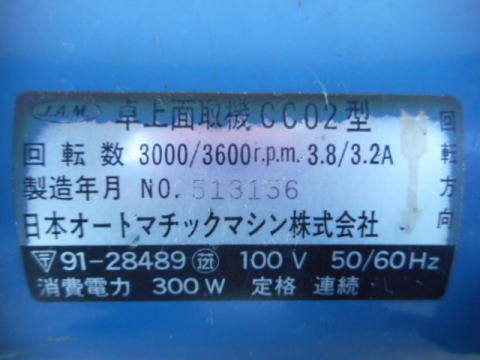 J.A.M. 卓上面取機 CC02型
回転数 3000/3600r.p.m. 3.8/3.2A
製造年月 NO. 513156
日本オートマチックマシン株式会社
回転方向
〒 91-28489 100 V 50/60Hz
消費電力 300W 定格 連続